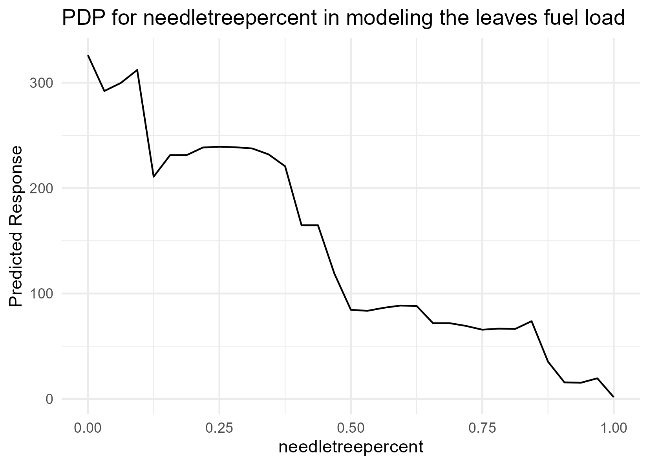 PDP for needletreepercent in modeling the leaves fuel load
Predicted Response
300
200
100
0
0.00 0.25 0.50 0.75 1.00
needletreepercent